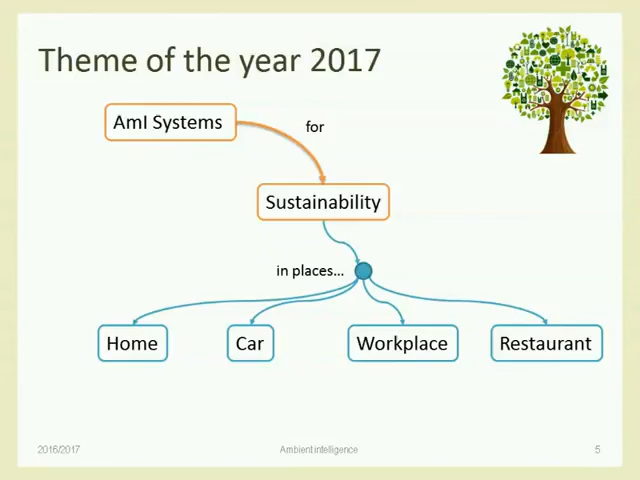 Theme of the year 2017
AmI Systems
for
Sustainability
in places...
Home
Car
Workplace
Restaurant
2016/2017
Ambient intelligence
5